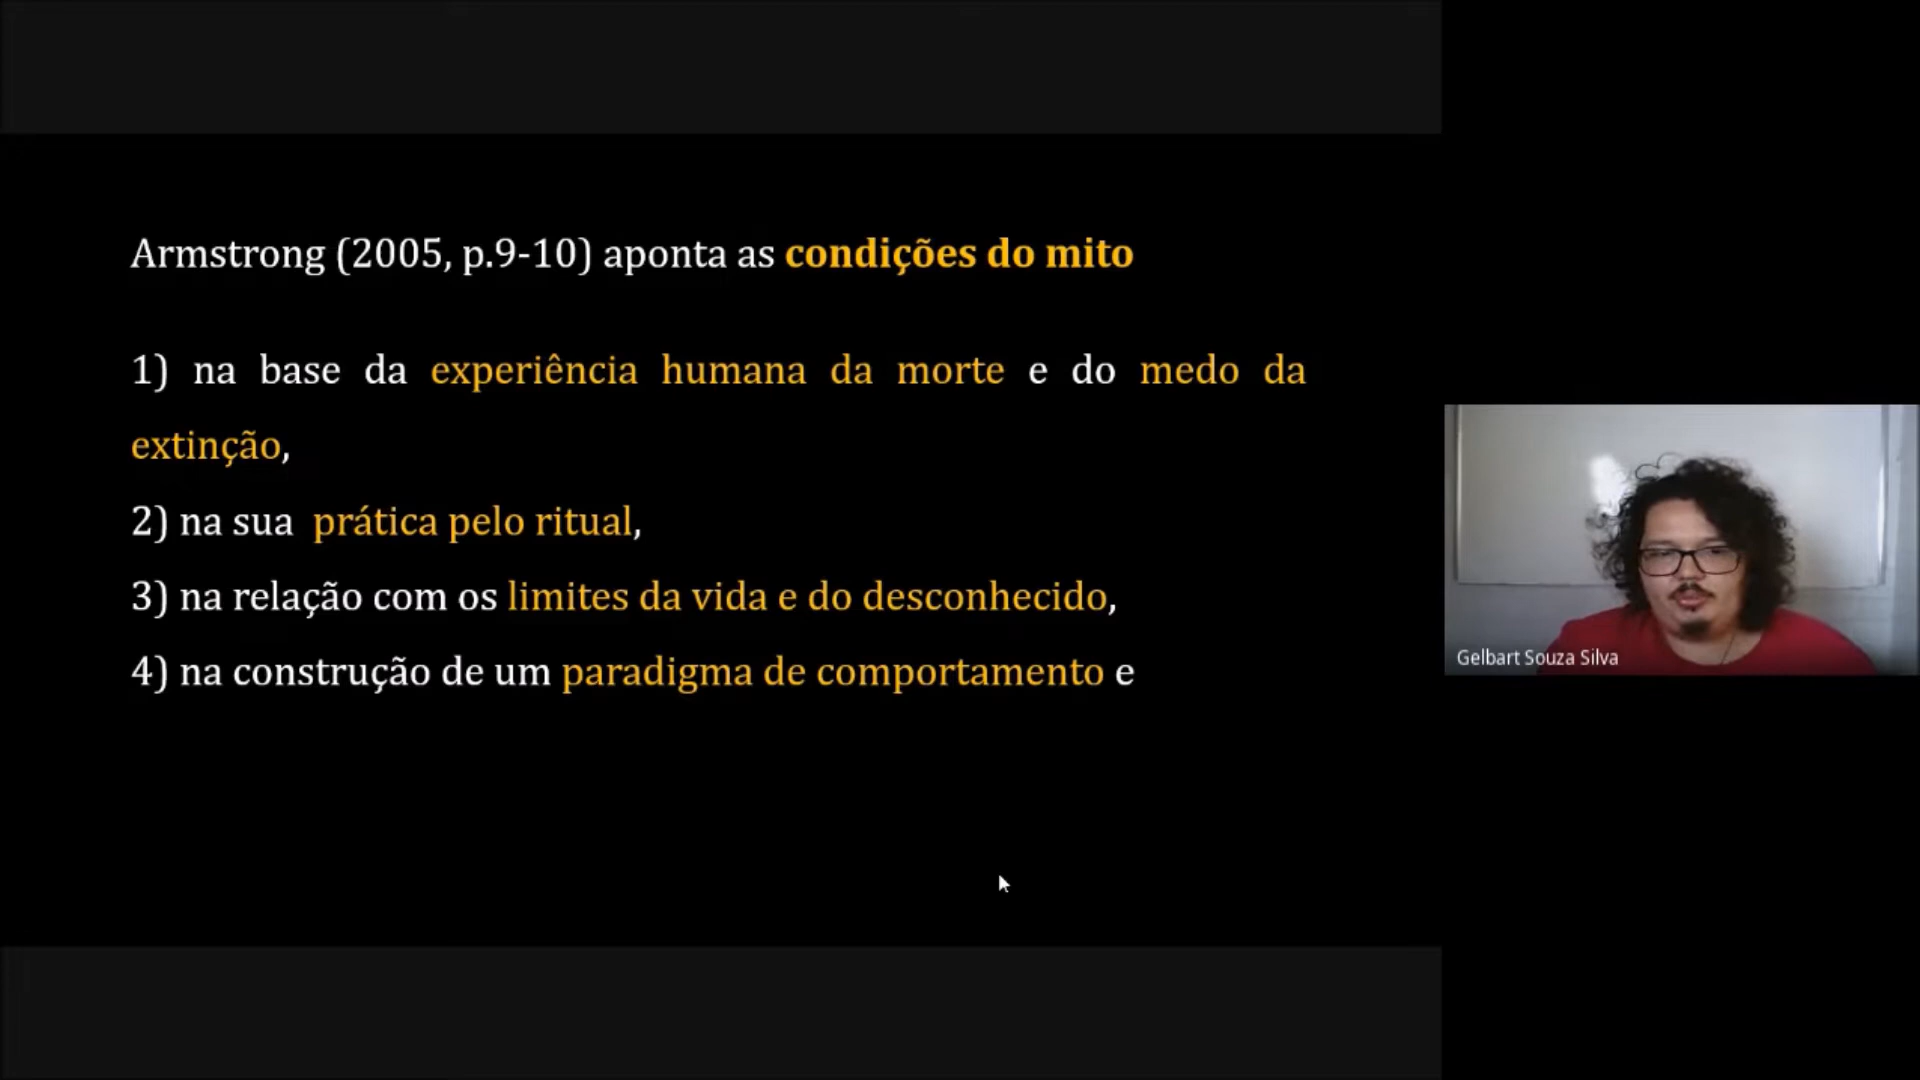 Armstrong (2005, p.9-10) aponta as condições do mito
1) na base da experiência humana da morte e do medo da
extinção,
2) na sua prática pelo ritual,
3) na relação com os limites da vida e do desconhecido,
4) na construção de um paradigma de comportamento e
Gelbart Souza Silva